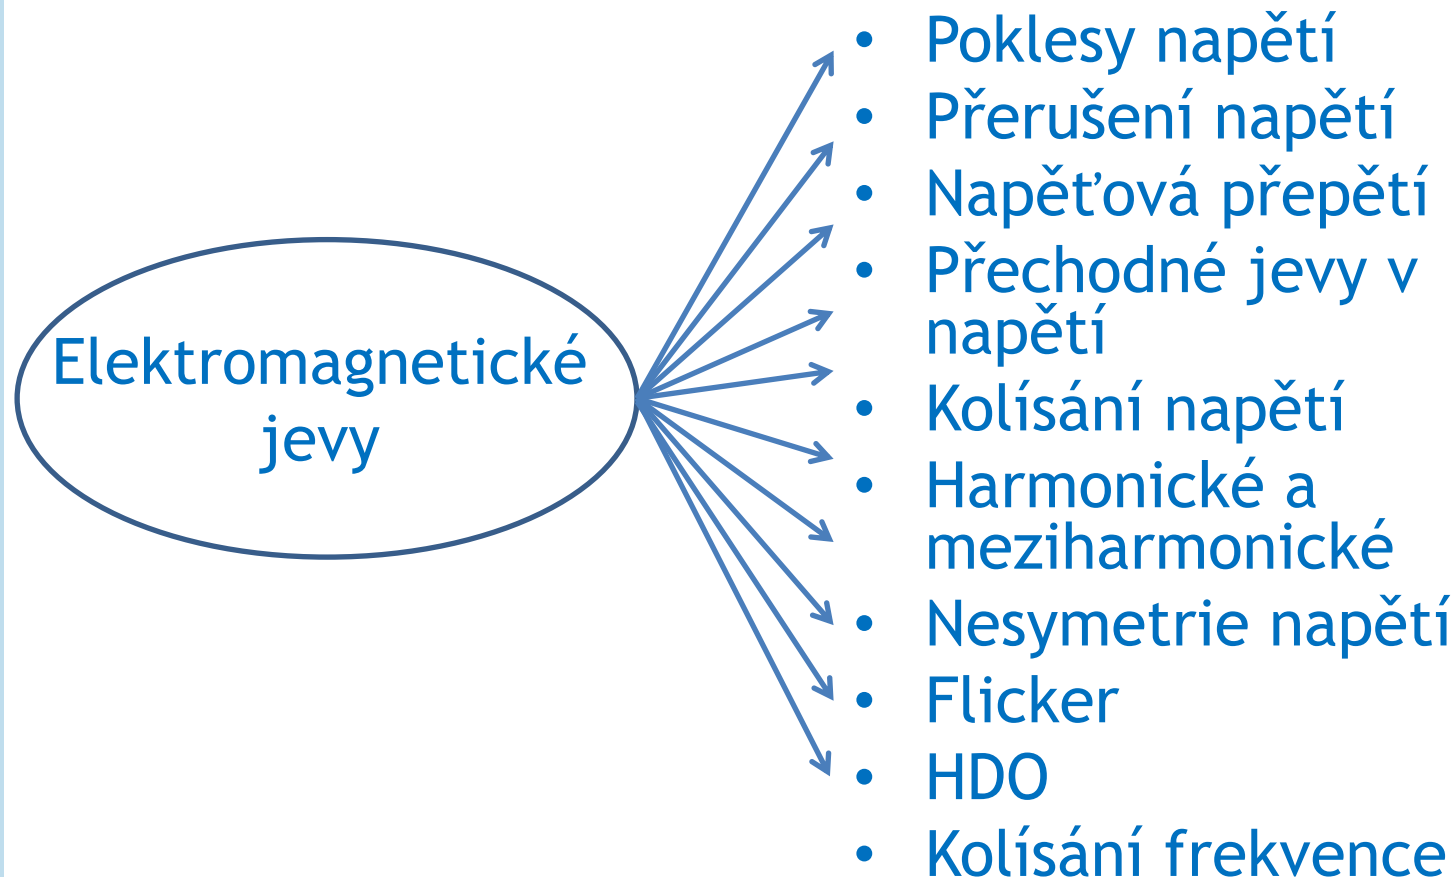 Elektromagnetické
jevy
• Poklesy napětí
• Přerušení napětí
• Napěťová přepětí
• Přechodné jevy v
napětí
• Kolísání napětí
• Harmonické a
meziharmonické
• Nesymetrie napětí
• Flicker
• HDO
• Kolísání frekvence